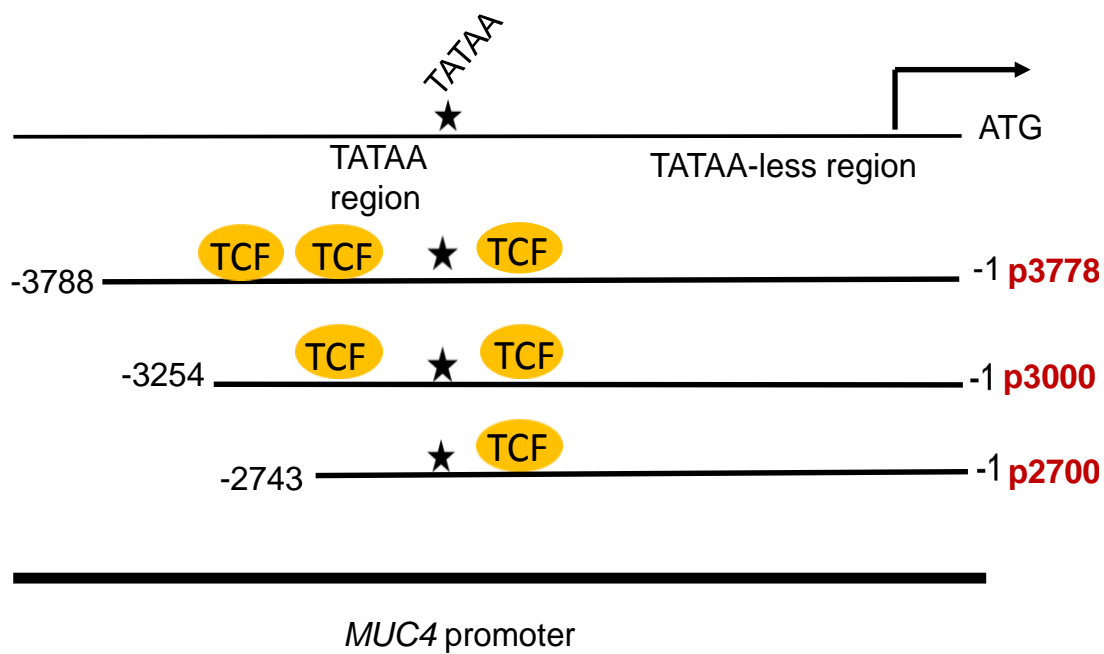 TATAA
ATG
TATAA
region
TATAA-less region
TCF TCF TCF
-3788 -1 p3778
TCF TCF
-3254 -1 p3000
TCF
-2743 -1 p2700
MUC4 promoter